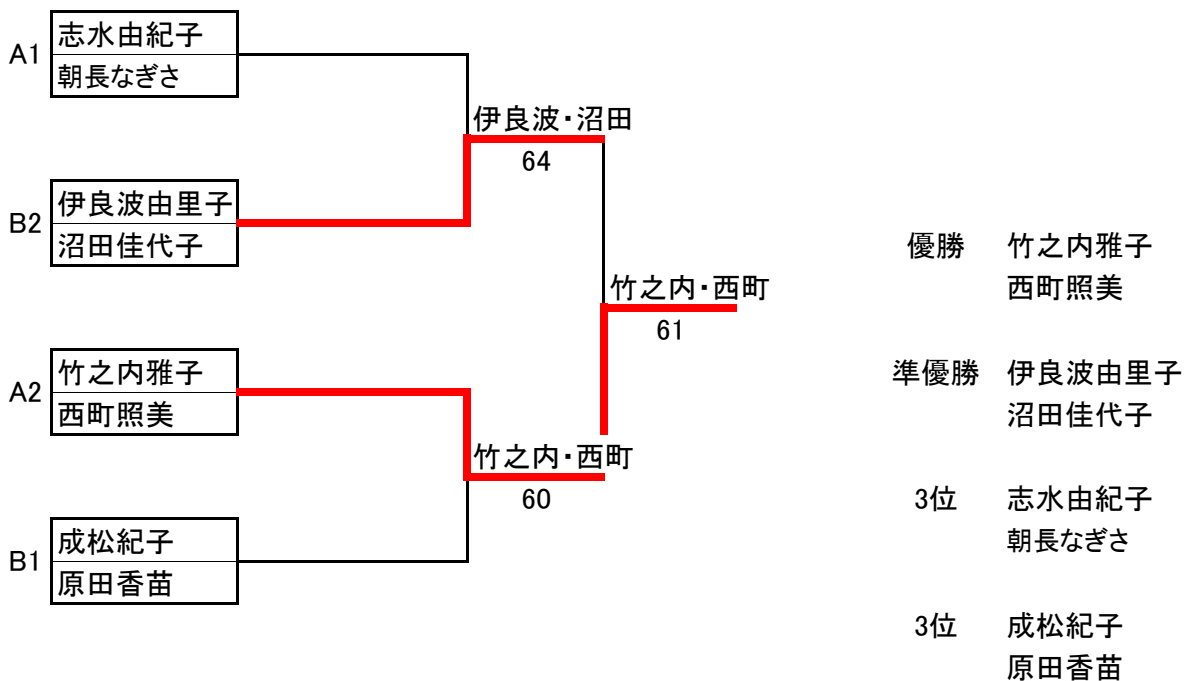 A1
志水由紀子
朝長なぎさ
伊良波・沼田
64
B2
伊良波由里子
沼田佳代子
竹之内・西町
61
A2
竹之内雅子
西町照美
竹之内・西町
60
B1
成松紀子
原田香苗
優勝 竹之内雅子
西町照美
準優勝 伊良波由里子
沼田佳代子
3位 志水由紀子
朝長なぎさ
3位 成松紀子
原田香苗